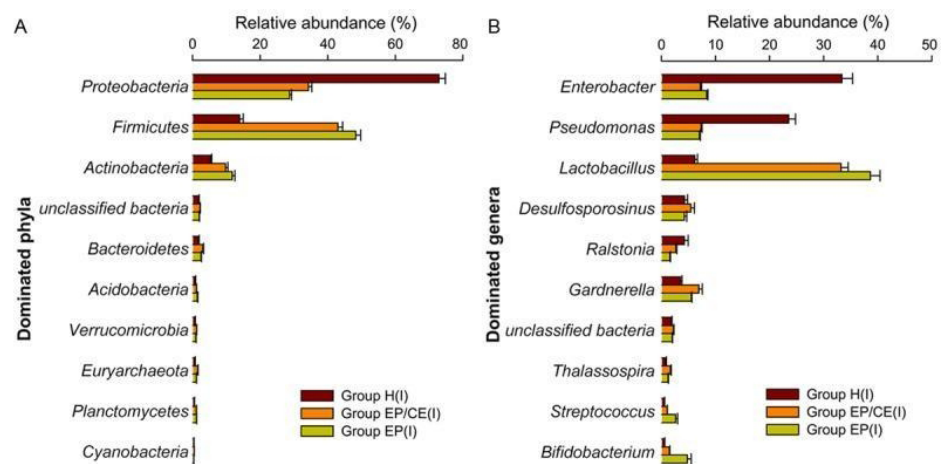 A
Relative abundance (%)
0 20 40 60 80
Dominated phyla
Proteobacteria
Firmicutes
Actinobacteria
unclassified bacteria
Bacteroidetes
Acidobacteria
Verrucomicrobia
Euryarchaeota
Planctomycetes
Cyanobacteria
Group H(I)
Group EP/CE(I)
Group EP(I)
B
Relative abundance (%)
0 10 20 30 40 50
Dominated genera
Enterobacter
Pseudomonas
Lactobacillus
Desulfosporosinus
Ralstonia
Gardnerella
unclassified bacteria
Thalassospira
Streptococcus
Bifidobacterium
Group H(I)
Group EP/CE(I)
Group EP(I)